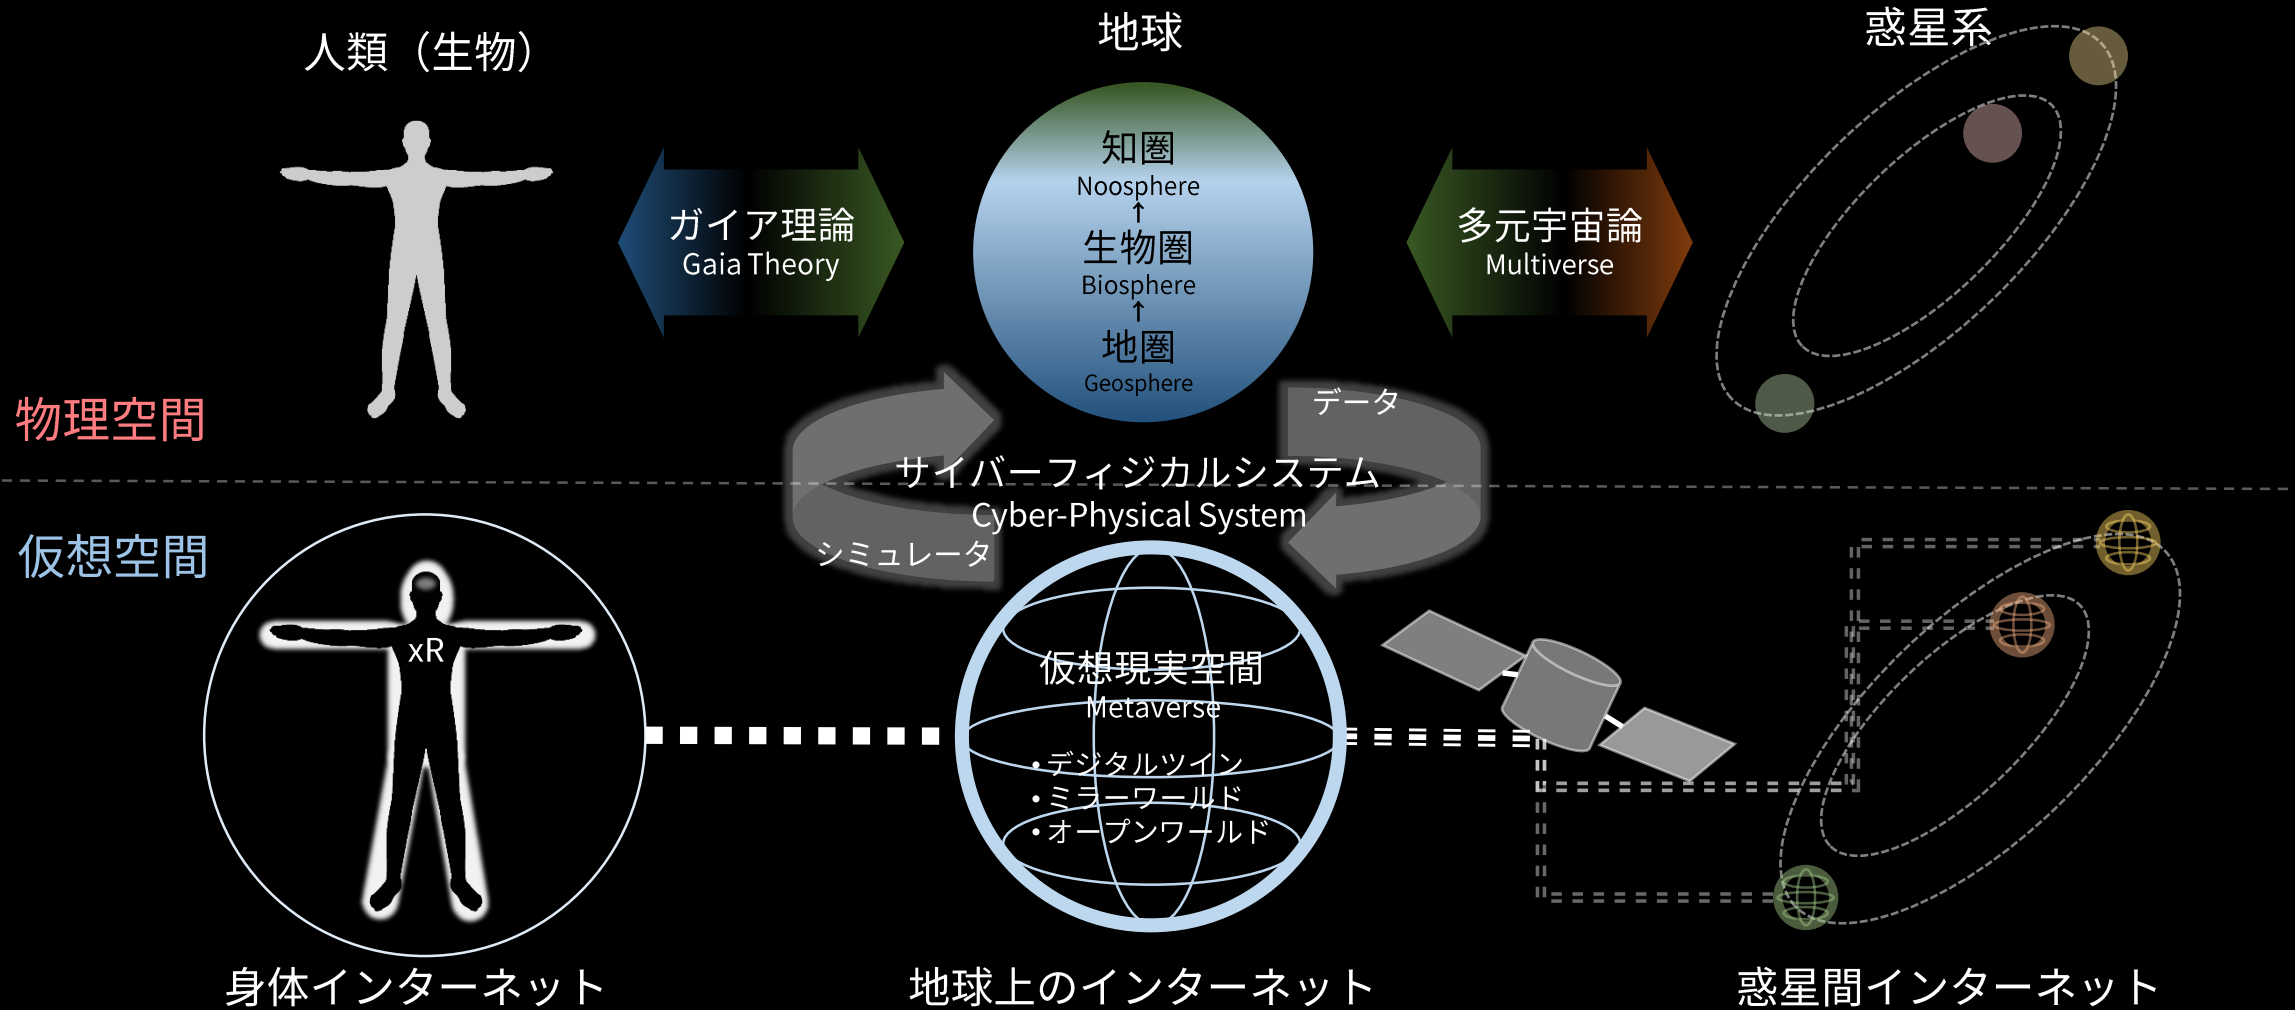 人類（生物）
地球
惑星系
ガイア理論
Gaia Theory
知圏
Noosphere
↑
生物圏
Biosphere
↑
地圏
Geosphere
多元宇宙論
Multiverse
物理空間
データ
サイバーフィジカルシステム
Cyber-Physical System
シミュレータ
仮想空間
xR
仮想現実空間
Metaverse
• デジタルツイン
• ミラーワールド
• オープンワールド
身体インターネット
地球上のインターネット
惑星間インターネット